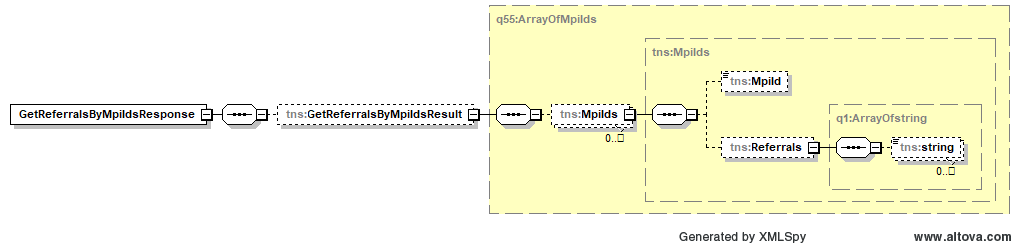 q55:ArrayOfMpiIds
tns:MpiIds
tns:MpiId
GetReferralsByMpiIdsResponse
tns:GetReferralsByMpiIdsResult
tns:MpiIds
0..□
q1:ArrayOfstring
tns:Referrals
tns:string
0..□
Generated by XMLSpy
www.altova.com